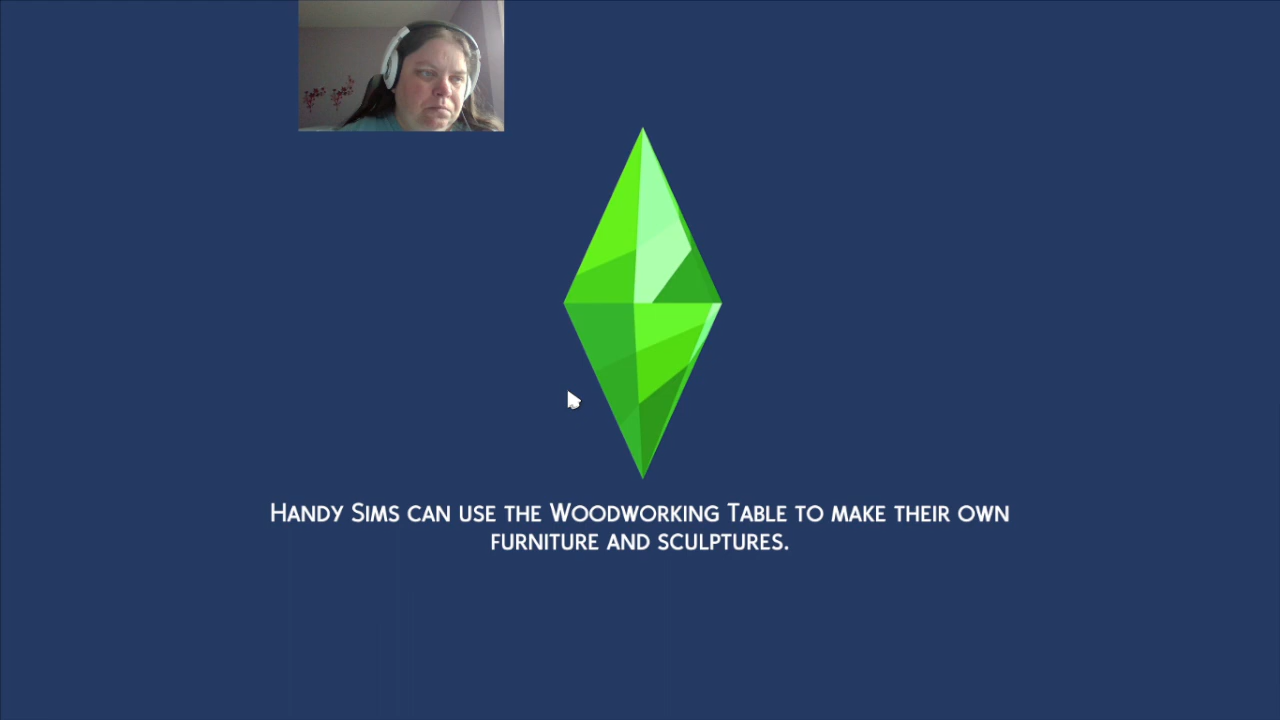 Handy Sims can use the Woodworking Table to make their own
furniture and sculptures.